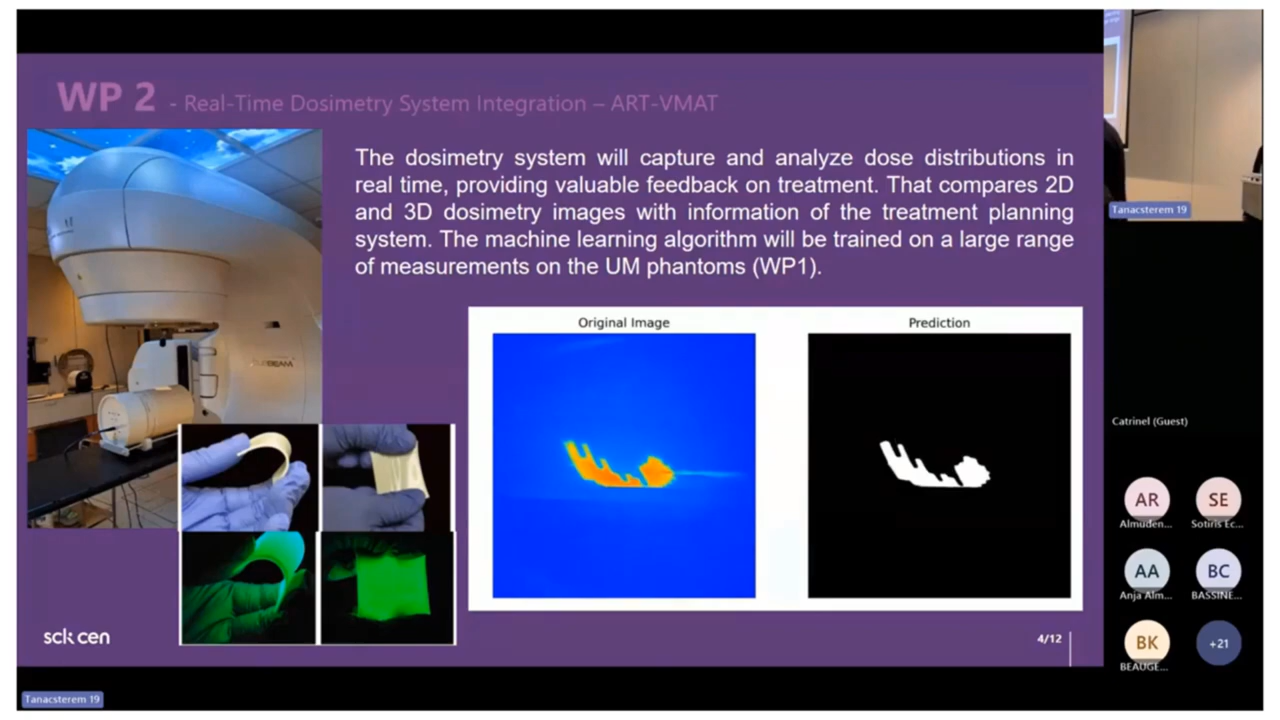 WP 2 - Real-Time Dosimetry System Integration – ART-VMAT
The dosimetry system will capture and analyze dose distributions in
real time, providing valuable feedback on treatment. That compares 2D
and 3D dosimetry images with information of the treatment planning
system. The machine learning algorithm will be trained on a large range
of measurements on the UM phantoms (WP1).
Original Image
Prediction
sck cen
4/12
Tanacsterem 19
Tanacsterem 19
Catrinel (Guest)
AR
SE
Almuden...
Sotiris Ec...
AA
BC
Anja Alm...
BASSINE...
BK
+21
BEAUGE...